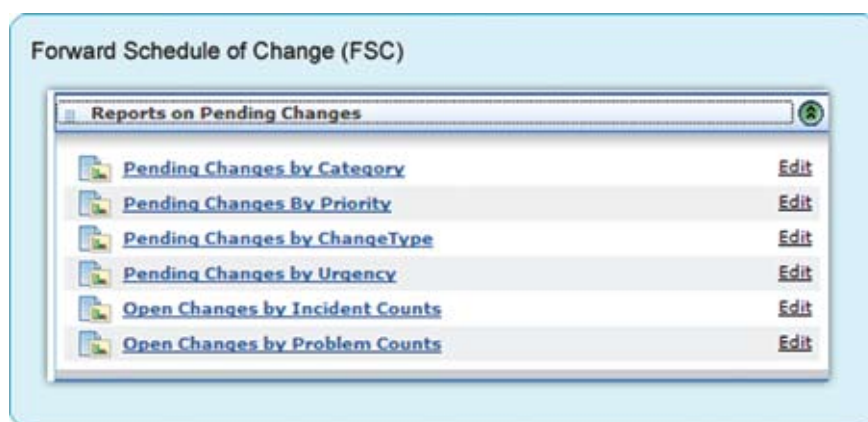 Forward Schedule of Change (FSC)
Reports on Pending Changes
Pending Changes by Category Edit
Pending Changes By Priority Edit
Pending Changes by ChangeType Edit
Pending Changes by Urgency Edit
Open Changes by Incident Counts Edit
Open Changes by Problem Counts Edit